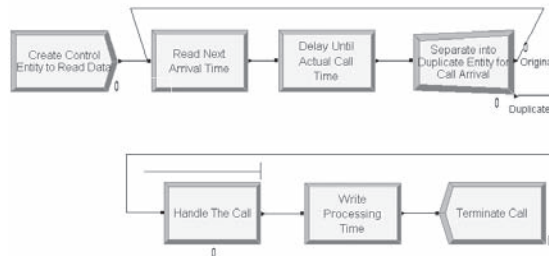 Create Control
Entity to Read Data
0
Read Next
Arrival Time
Delay Until
Actual Call
Time
Separate into
Duplicate Entity for
Call Arrival
0
Origina
0
Duplicate
Handle The Call
0
Write
Processing
Time
Terminate Call